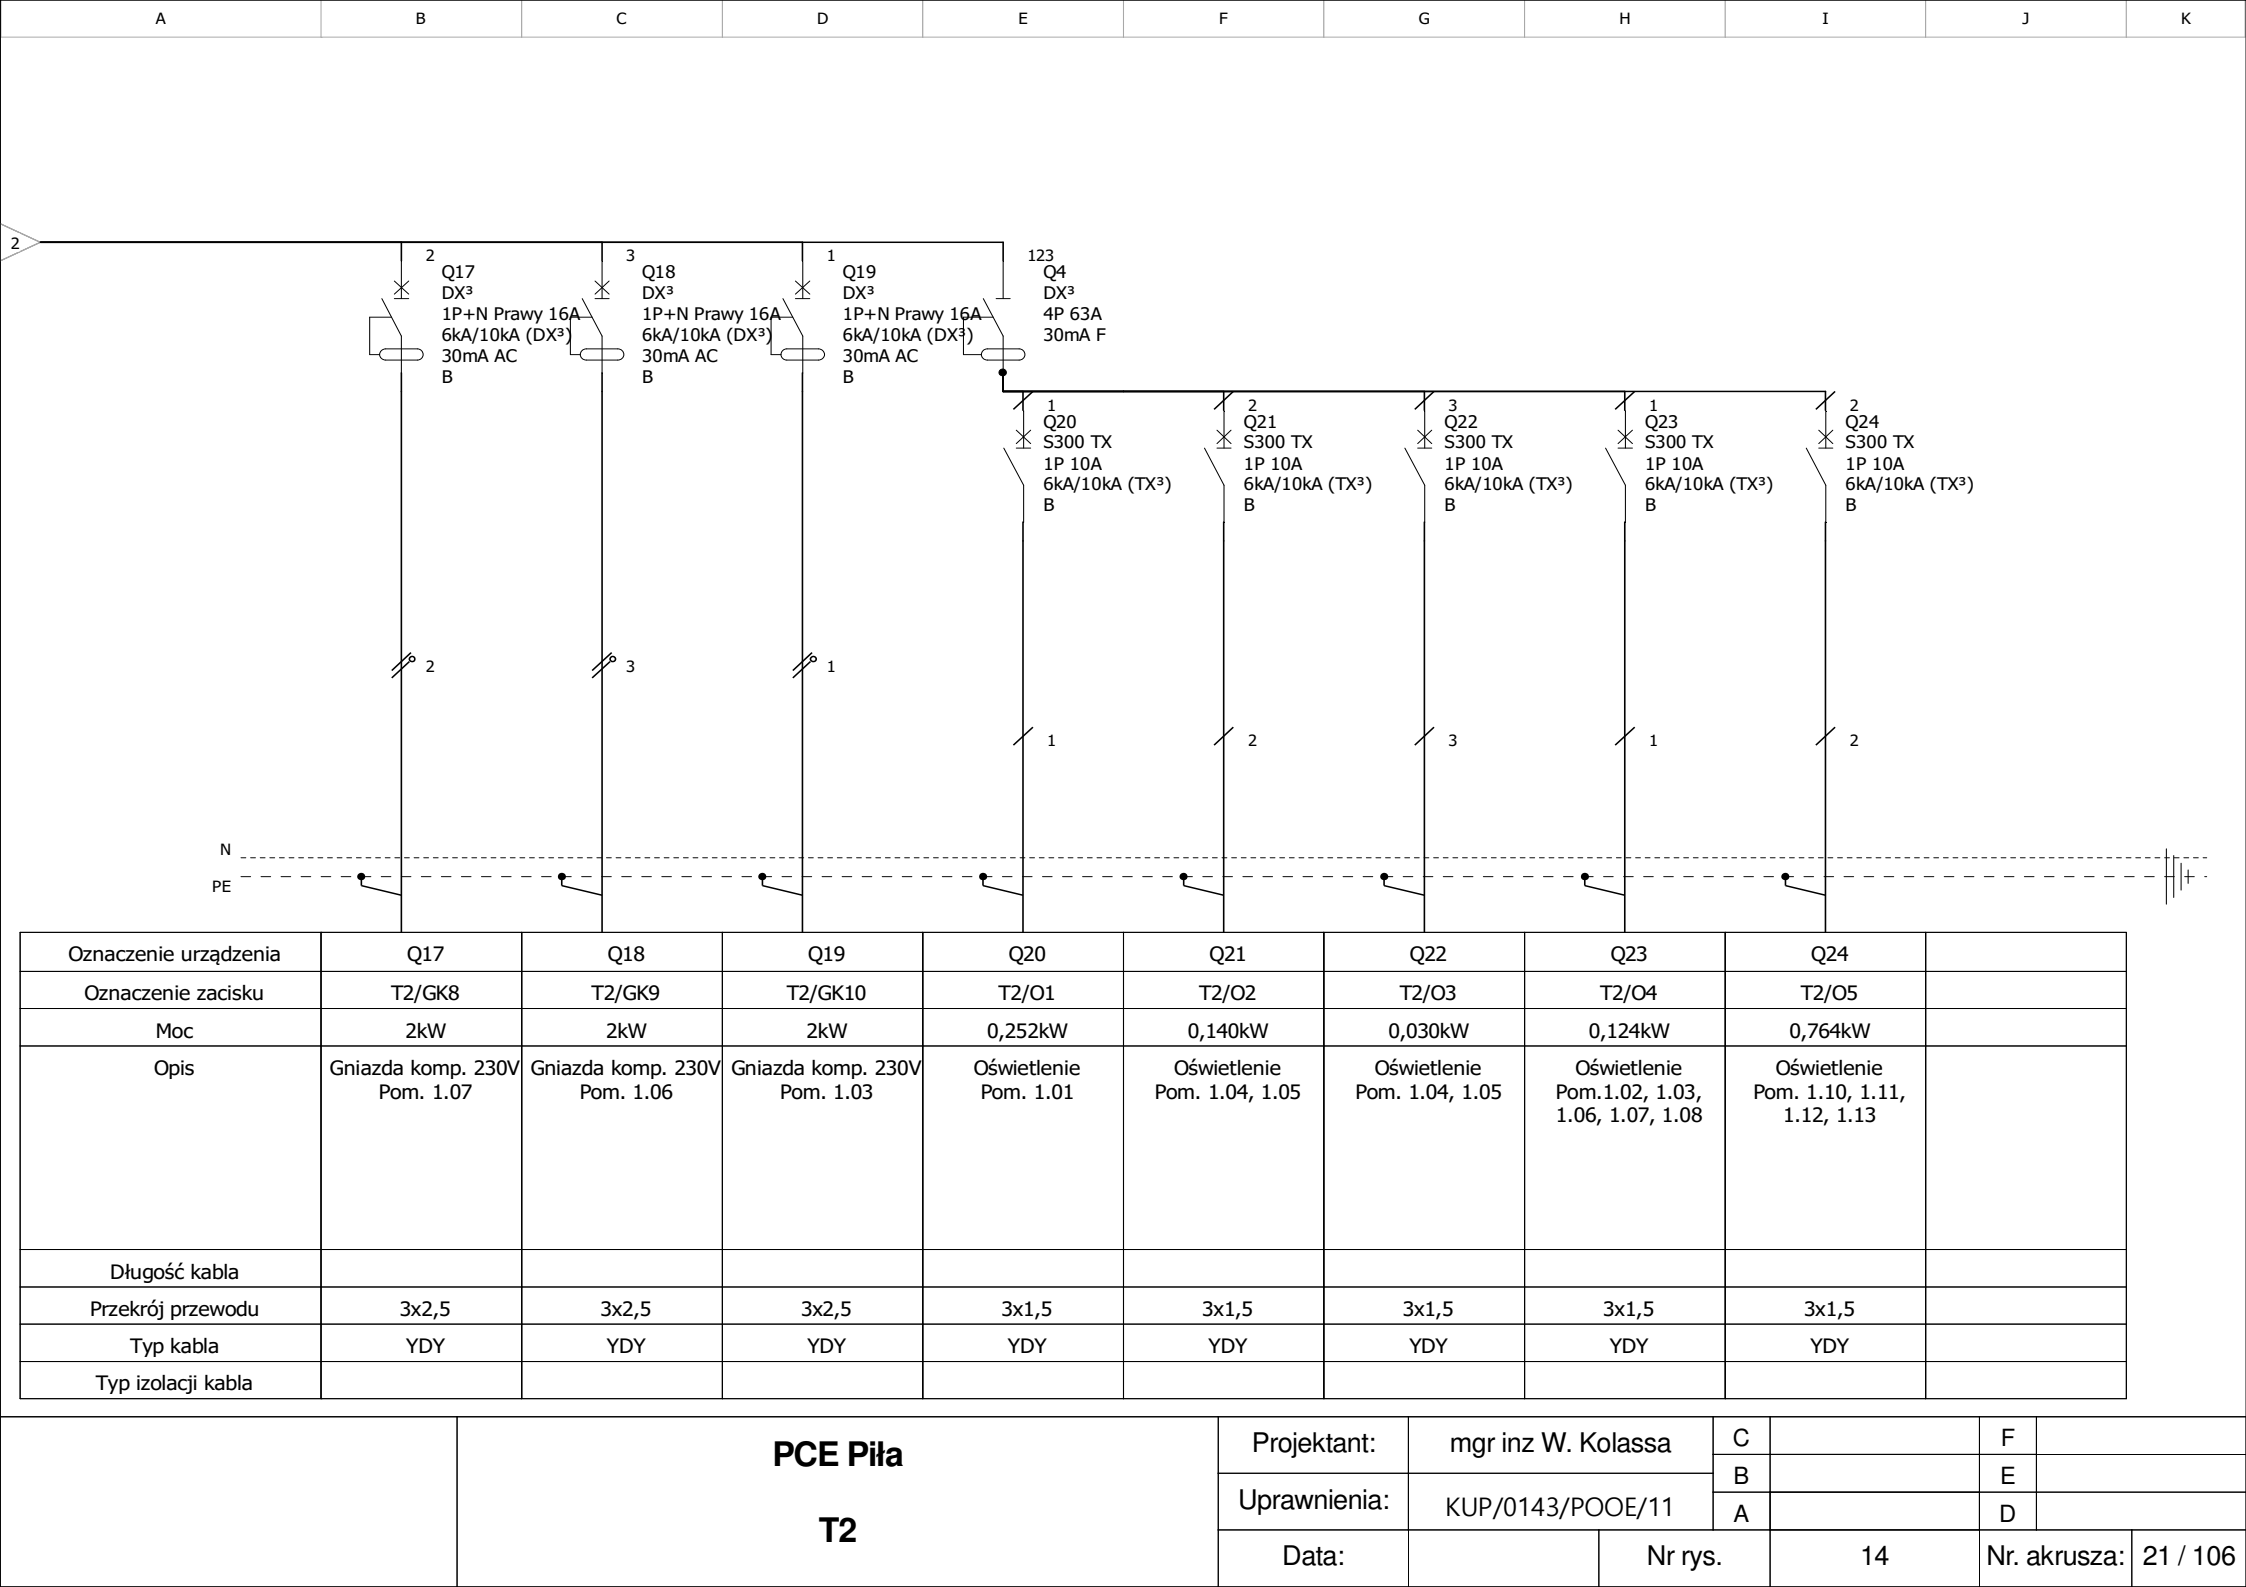 A B C D E F G H I J K
2
2
Q17
DX³
1P+N Prawy 16A
6kA/10kA (DX³)
30mA AC
B
3
Q18
DX³
1P+N Prawy 16A
6kA/10kA (DX³)
30mA AC
B
1
Q19
DX³
1P+N Prawy 16A
6kA/10kA (DX³)
30mA AC
B
123
Q4
DX³
4P 63A
30mA F
1
Q20
S300 TX
1P 10A
6kA/10kA (TX³)
B
2
Q21
S300 TX
1P 10A
6kA/10kA (TX³)
B
3
Q22
S300 TX
1P 10A
6kA/10kA (TX³)
B
1
Q23
S300 TX
1P 10A
6kA/10kA (TX³)
B
2
Q24
S300 TX
1P 10A
6kA/10kA (TX³)
B
2 3 1
1 2 3 1 2
N
PE
Oznaczenie urządzenia Q17 Q18 Q19 Q20 Q21 Q22 Q23 Q24
Oznaczenie zacisku T2/GK8 T2/GK9 T2/GK10 T2/O1 T2/O2 T2/O3 T2/O4 T2/O5
Moc 2kW 2kW 2kW 0,252kW 0,140kW 0,030kW 0,124kW 0,764kW
Opis Gniazda komp. 230V Gniazda komp. 230V Gniazda komp. 230V Oświetlenie Oświetlenie Oświetlenie Oświetlenie Oświetlenie
Pom. 1.07 Pom. 1.06 Pom. 1.03 Pom. 1.01 Pom. 1.04, 1.05 Pom. 1.04, 1.05 Pom.1.02, 1.03, Pom. 1.10, 1.11,
1.06, 1.07, 1.08 1.12, 1.13
Długość kabla
Przekrój przewodu 3x2,5 3x2,5 3x2,5 3x1,5 3x1,5 3x1,5 3x1,5 3x1,5
Typ kabla YDY YDY YDY YDY YDY YDY YDY YDY
Typ izolacji kabla
PCE Piła
T2
Projektant: mgr inz W. Kolassa C F
B E
Uprawnienia: KUP/0143/POOE/11 A D
Data: Nr rys. 14 Nr. akrusza: 21 / 106